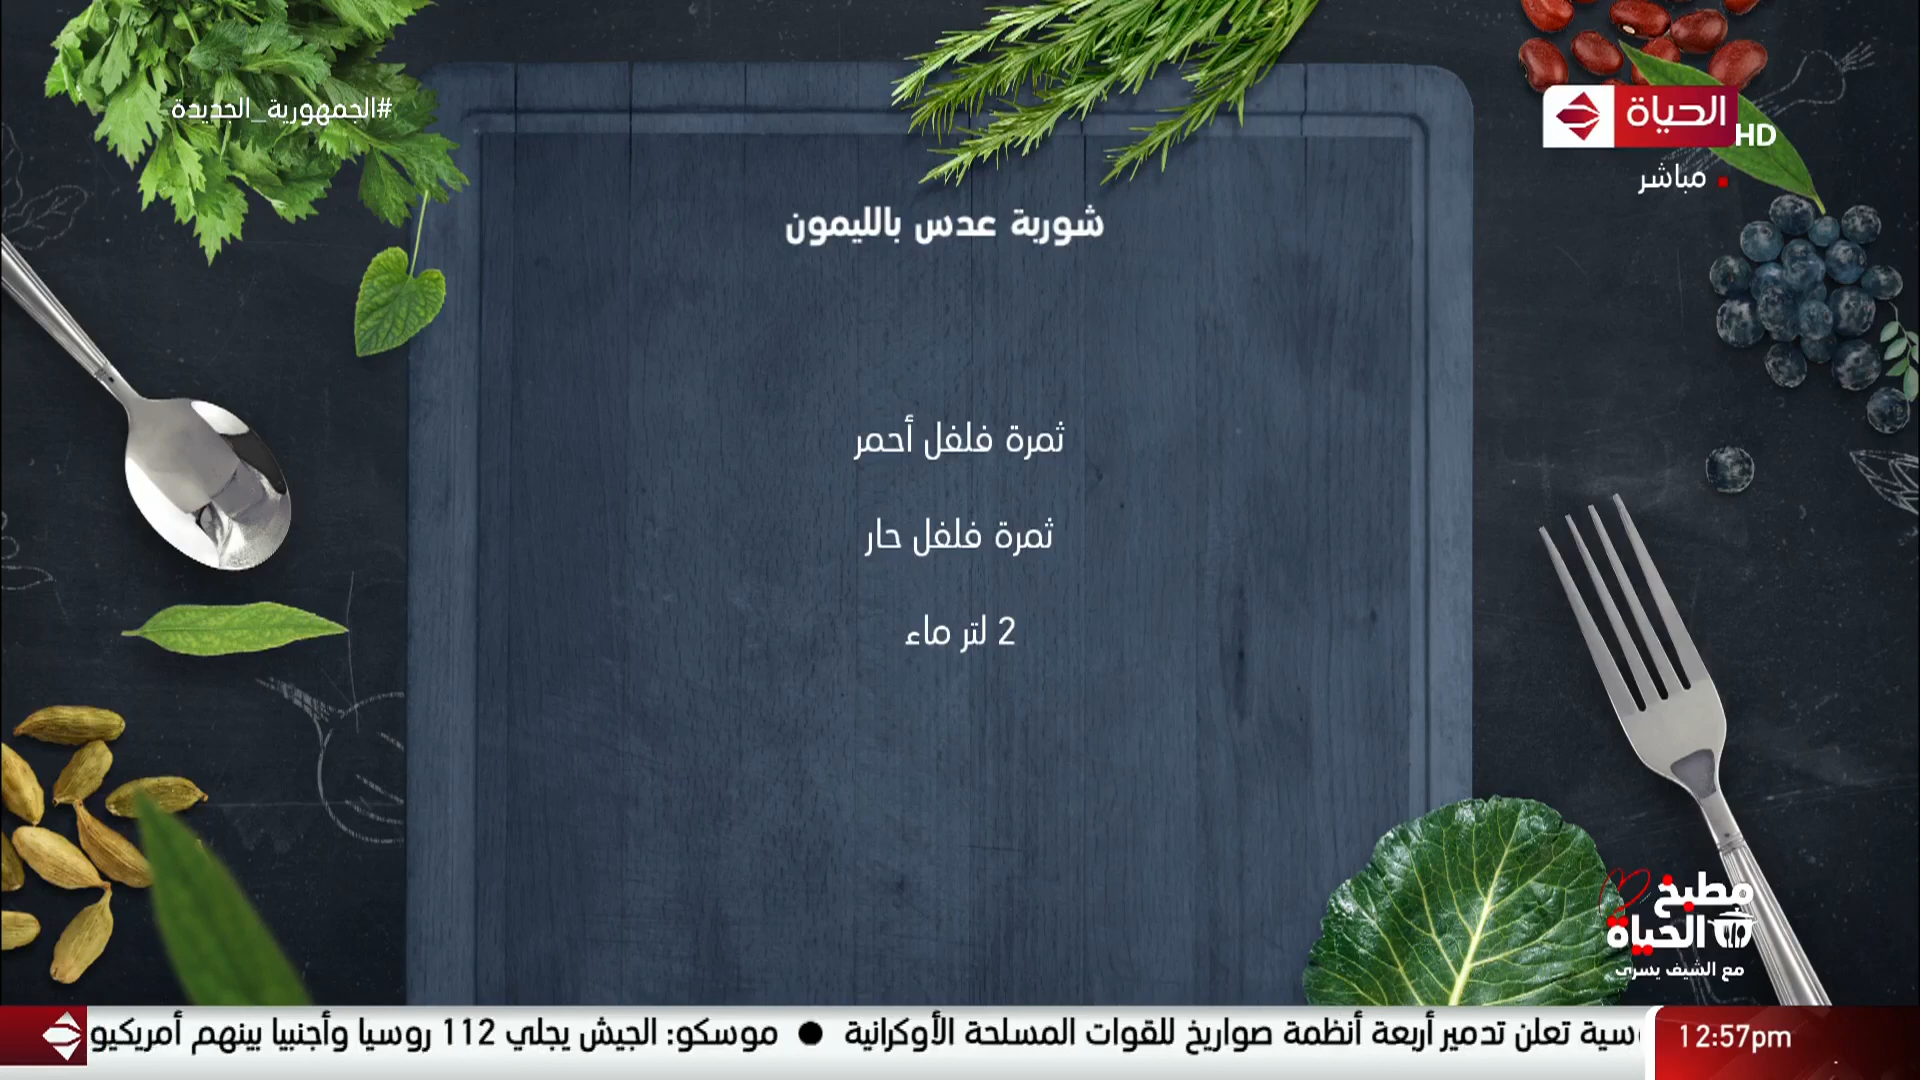 #الجمهورية_الجديدة
الحياة
HD
مباشر
شوربة عدس بالليمون
ثمرة فلفل أحمر
ثمرة فلفل حار
2 لتر ماء
مطبخ
الحياة
مع الشيف يسري
تعلن تدمير أربعة أنظمة صواريخ للقوات المسلحة الأوكرانية ● موسكو: الجيش يجلي 112 روسيا وأجنبيا بينهم
12:57pm